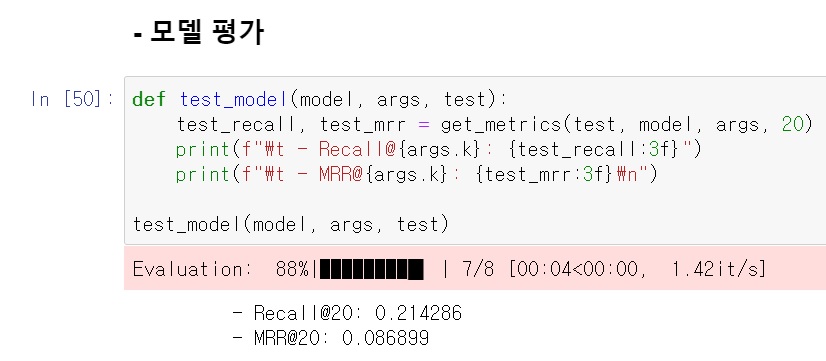 - 모델 평가
In [50]: def test_model(model, args, test):
    test_recall, test_mrr = get_metrics(test, model, args, 20)
    print(f"₩t - Recall@{args.k}: {test_recall:3f}")
    print(f"₩t - MRR@{args.k}: {test_mrr:3f}₩n")
test_model(model, args, test)
Evaluation:  88%|█████████ | 7/8 [00:04<00:00,  1.42it/s]
- Recall@20: 0.214286
- MRR@20: 0.086899